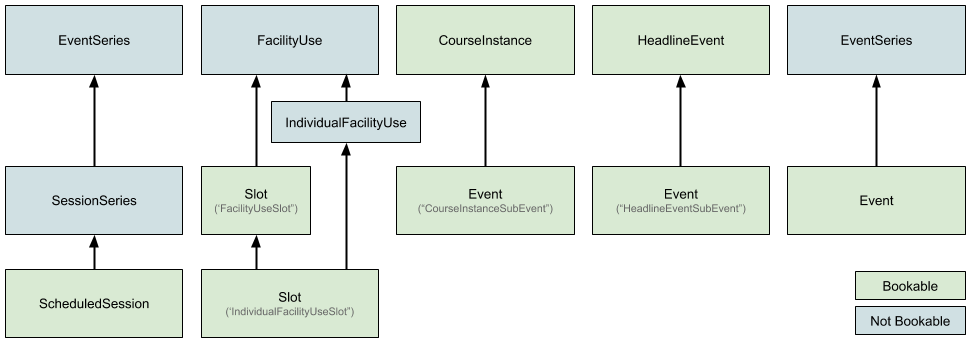 EventSeries
FacilityUse
CourseInstance
HeadlineEvent
EventSeries
IndividualFacilityUse
SessionSeries
Slot
(‘FacilityUseSlot”)
Event
(“CourseInstanceSubEvent”)
Event
(“HeadlineEventSubEvent”)
Event
ScheduledSession
Slot
(‘IndividualFacilityUseSlot”)
Bookable
Not Bookable